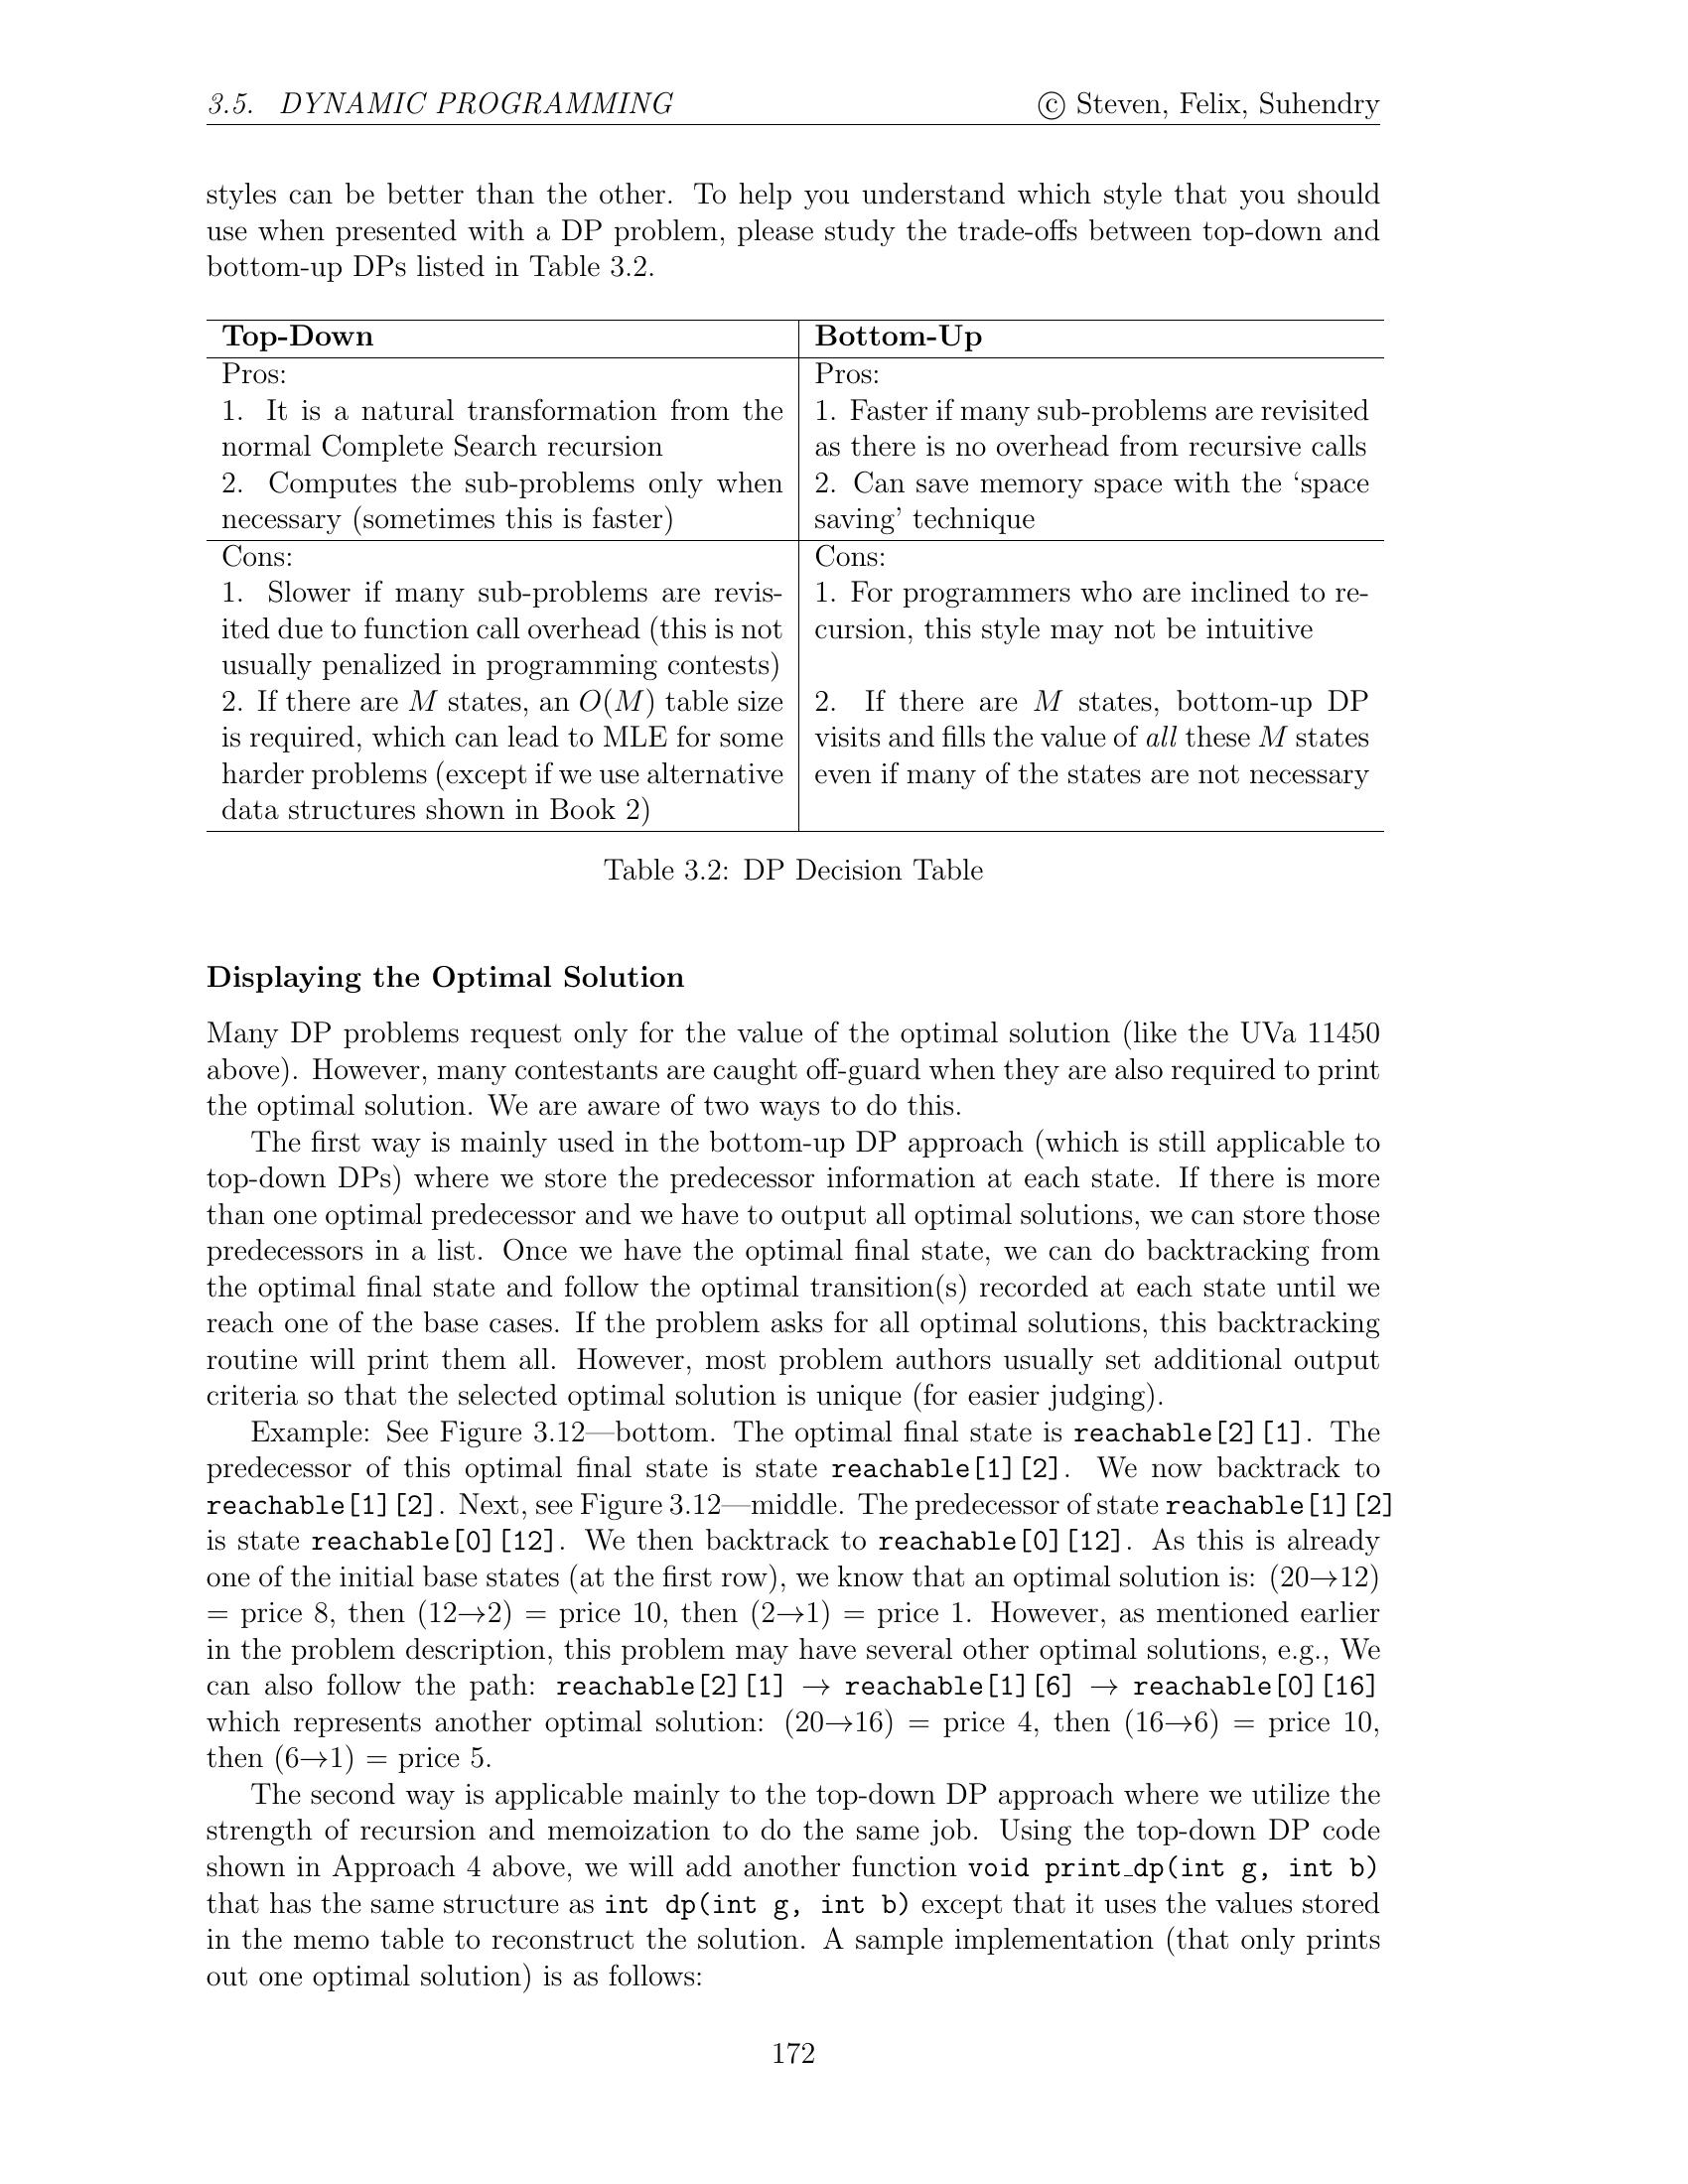 3.5. DYNAMIC PROGRAMMING © Steven, Felix, Suhendry
styles can be better than the other. To help you understand which style that you should
use when presented with a DP problem, please study the trade-offs between top-down and
bottom-up DPs listed in Table 3.2.
Top-Down
Pros:
1. It is a natural transformation from the
normal Complete Search recursion
2. Computes the sub-problems only when
necessary (sometimes this is faster)
Cons:
1. Slower if many sub-problems are revis-
ited due to function call overhead (this is not
usually penalized in programming contests)
2. If there are M states, an O(M) table size
is required, which can lead to MLE for some
harder problems (except if we use alternative
data structures shown in Book 2)
Bottom-Up
Pros:
1. Faster if many sub-problems are revisited
as there is no overhead from recursive calls
2. Can save memory space with the ‘space
saving’ technique
Cons:
1. For programmers who are inclined to re-
cursion, this style may not be intuitive
2. If there are M states, bottom-up DP
visits and fills the value of all these M states
even if many of the states are not necessary
Table 3.2: DP Decision Table
Displaying the Optimal Solution
Many DP problems request only for the value of the optimal solution (like the UVa 11450
above). However, many contestants are caught off-guard when they are also required to print
the optimal solution. We are aware of two ways to do this.
The first way is mainly used in the bottom-up DP approach (which is still applicable to
top-down DPs) where we store the predecessor information at each state. If there is more
than one optimal predecessor and we have to output all optimal solutions, we can store those
predecessors in a list. Once we have the optimal final state, we can do backtracking from
the optimal final state and follow the optimal transition(s) recorded at each state until we
reach one of the base cases. If the problem asks for all optimal solutions, this backtracking
routine will print them all. However, most problem authors usually set additional output
criteria so that the selected optimal solution is unique (for easier judging).
Example: See Figure 3.12—bottom. The optimal final state is reachable[2][1]. The
predecessor of this optimal final state is state reachable[1][2]. We now backtrack to
reachable[1][2]. Next, see Figure 3.12—middle. The predecessor of state reachable[1][2]
is state reachable[0][12]. We then backtrack to reachable[0][12]. As this is already
one of the initial base states (at the first row), we know that an optimal solution is: (20→12)
= price 8, then (12→2) = price 10, then (2→1) = price 1. However, as mentioned earlier
in the problem description, this problem may have several other optimal solutions, e.g., We
can also follow the path: reachable[2][1] → reachable[1][6] → reachable[0][16]
which represents another optimal solution: (20→16) = price 4, then (16→6) = price 10,
then (6→1) = price 5.
The second way is applicable mainly to the top-down DP approach where we utilize the
strength of recursion and memoization to do the same job. Using the top-down DP code
shown in Approach 4 above, we will add another function void print_dp(int g, int b)
that has the same structure as int dp(int g, int b) except that it uses the values stored
in the memo table to reconstruct the solution. A sample implementation (that only prints
out one optimal solution) is as follows:
172